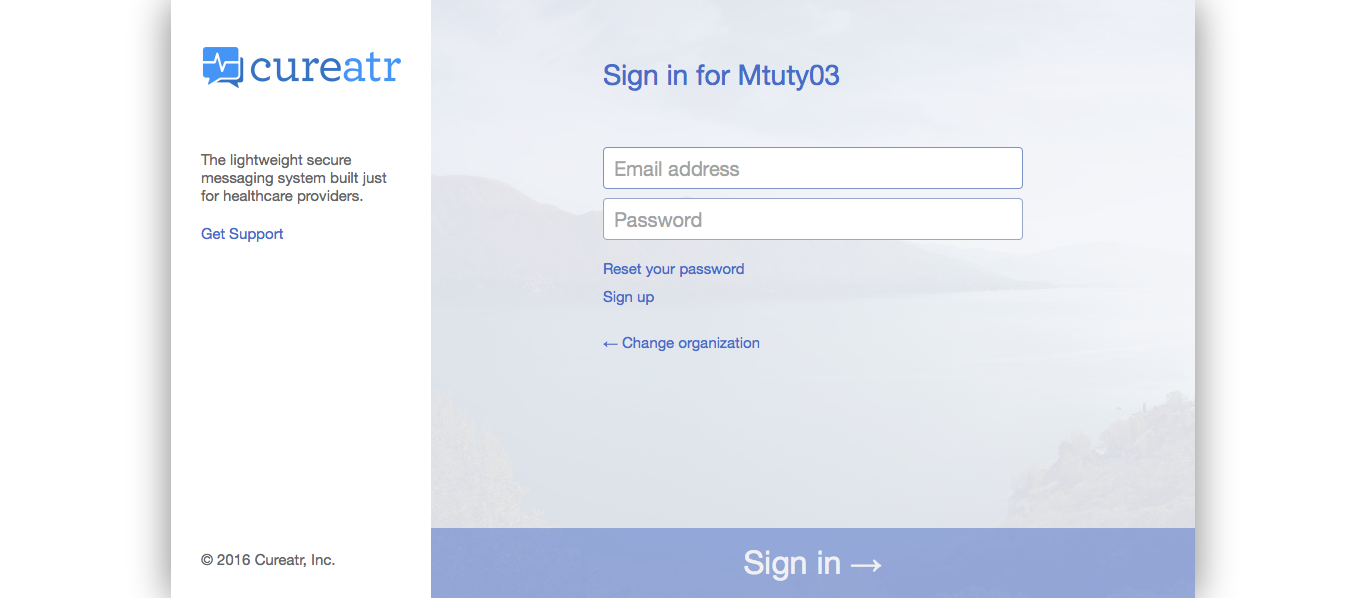 cureatr
The lightweight secure
messaging system built just
for healthcare providers.
Get Support
© 2016 Cureatr, Inc.
Sign in for Mtuty03
Email address
Password
Reset your password
Sign up
← Change organization
Sign in →